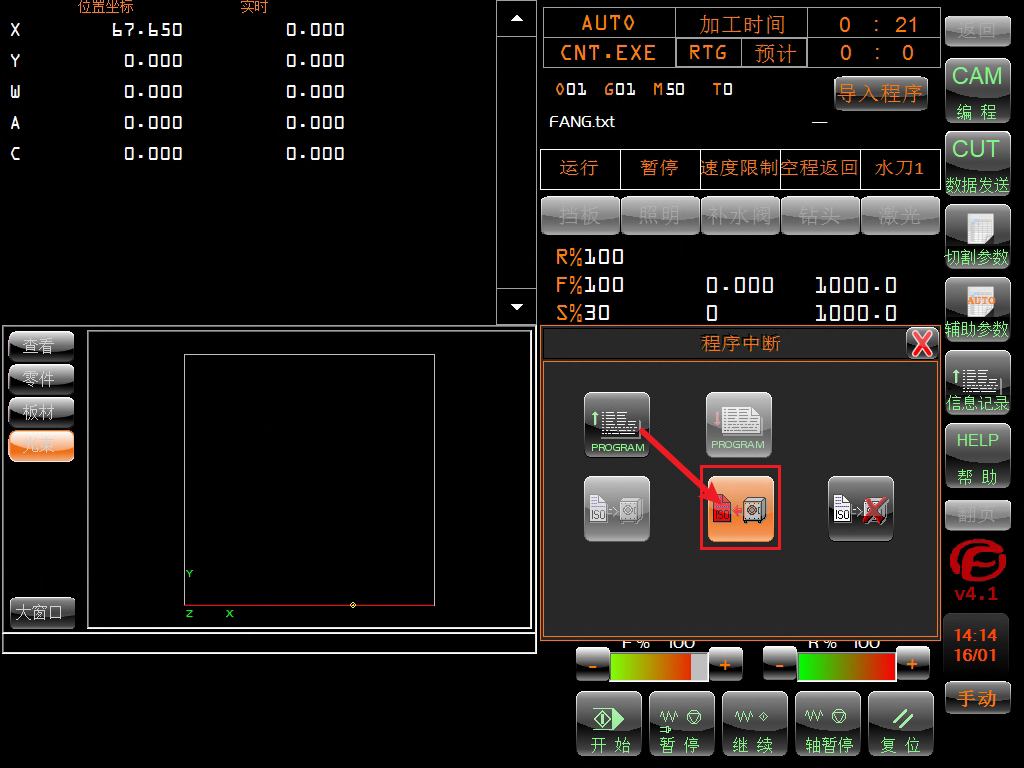 位置坐标 实时
X 67.650 0.000
Y 0.000 0.000
W 0.000 0.000
A 0.000 0.000
C 0.000 0.000
AUTO 加工时间 0 : 21
CNT.EXE RTG 预计 0 : 0
O01 G01 M50 T0 导入程序
FANG.txt —
运行 暂停 速度限制 空程返回 水刀1
挡板 照明 补水阀 钻头 激光
R%100
F%100 0.000 1000.0
S%30 0 1000.0
查看
零件
板材
光束
大窗口
Y
Z X
程序中断
PROGRAM PROGRAM
ISO ISO ISO
F% 100 R% 100
- + - +
开始 暂停 继续 轴暂停 复位
返回
CAM
编程
CUT
数据发送
切割参数
AUTO
辅助参数
信息记录
HELP
帮助
翻页
v4.1
14:14
16/01
手动